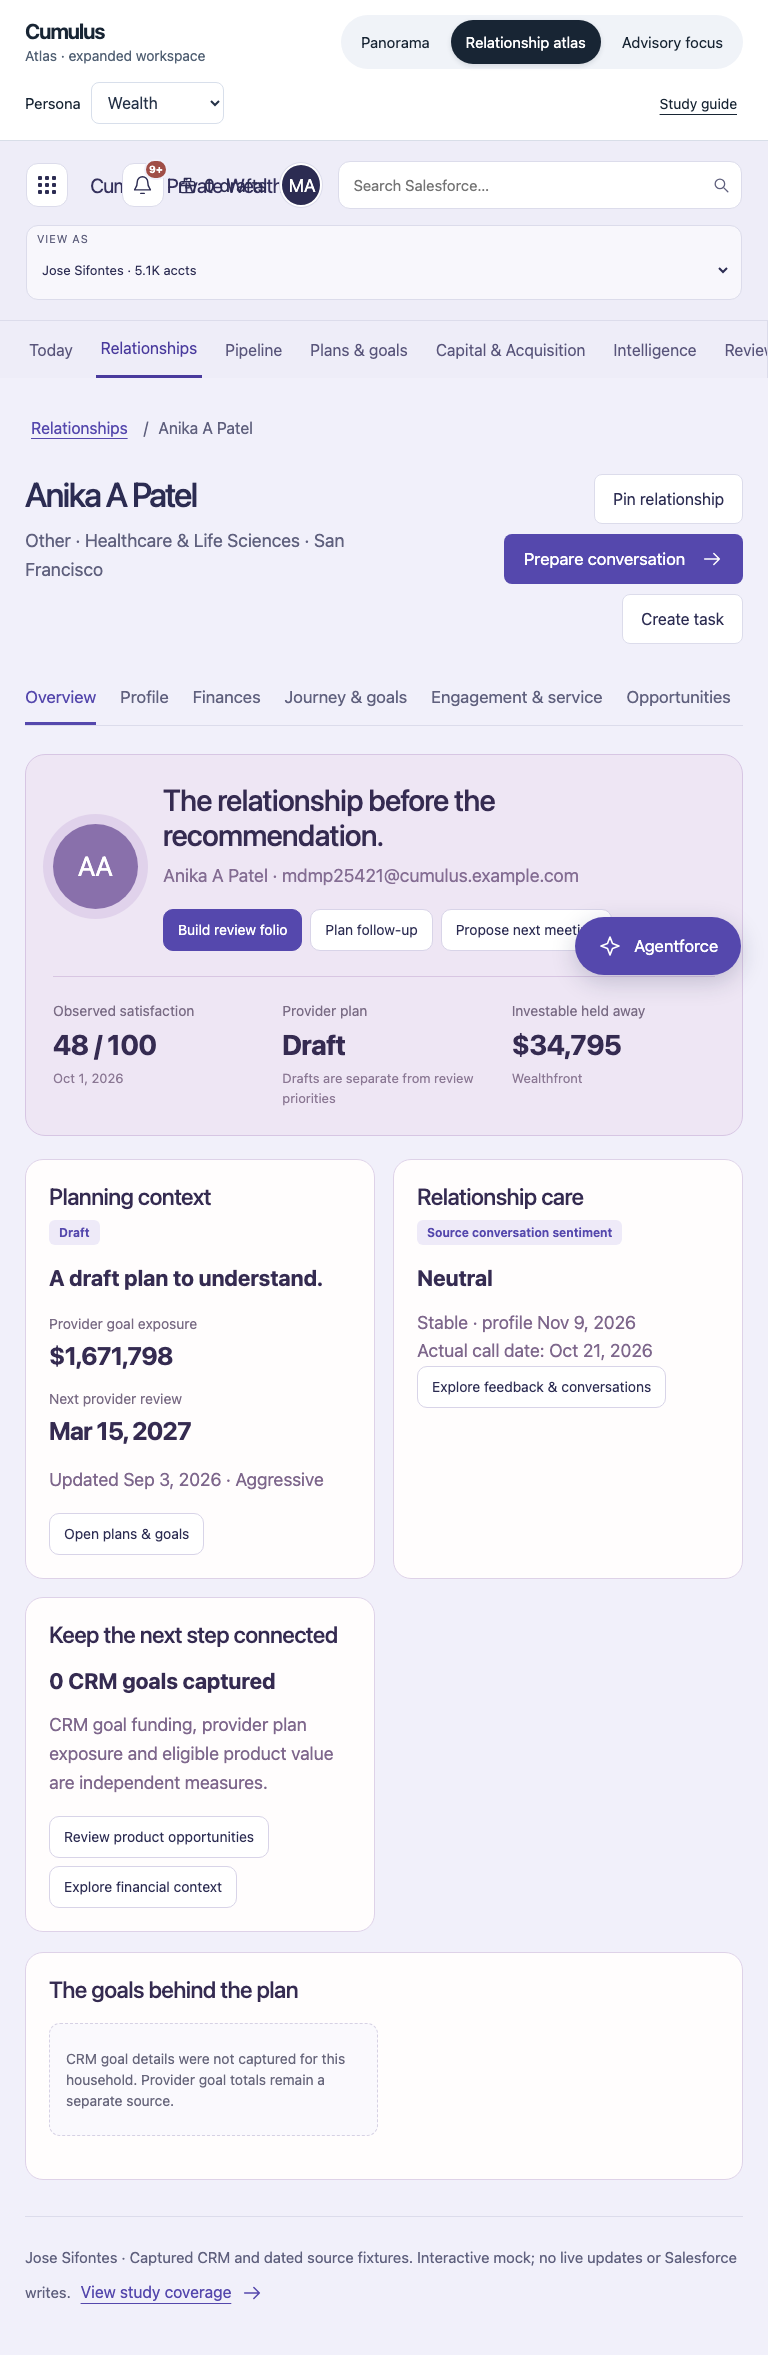 Cumulus
Atlas · expanded workspace
Panorama
Relationship atlas
Advisory focus
Persona
Wealth
Study guide
9+
MA
Search Salesforce...
VIEW AS
Jose Sifontes · 5.1K accts
Today
Relationships
Pipeline
Plans & goals
Capital & Acquisition
Intelligence
Relationships / Anika A Patel
Anika A Patel
Other · Healthcare & Life Sciences · San
Francisco
Pin relationship
Prepare conversation
Create task
Overview
Profile
Finances
Journey & goals
Engagement & service
Opportunities
AA
The relationship before the
recommendation.
Anika A Patel · mdmp25421@cumulus.example.com
Build review folio
Plan follow-up
Propose next
Agentforce
Observed satisfaction
48 / 100
Oct 1, 2026
Provider plan
Draft
Drafts are separate from review
priorities
Investable held away
$34,795
Wealthfront
Planning context
Draft
A draft plan to understand.
Provider goal exposure
$1,671,798
Next provider review
Mar 15, 2027
Updated Sep 3, 2026 · Aggressive
Open plans & goals
Relationship care
Source conversation sentiment
Neutral
Stable · profile Nov 9, 2026
Actual call date: Oct 21, 2026
Explore feedback & conversations
Keep the next step connected
0 CRM goals captured
CRM goal funding, provider plan
exposure and eligible product value
are independent measures.
Review product opportunities
Explore financial context
The goals behind the plan
CRM goal details were not captured for this
household. Provider goal totals remain a
separate source.
Jose Sifontes · Captured CRM and dated source fixtures. Interactive mock; no live updates or Salesforce
writes. View study coverage